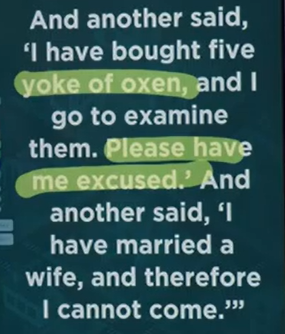 And another said,
‘I have bought five
yoke of oxen, and I
go to examine
them. Please have
me excused.’ And
another said, ‘I
have married a
wife, and therefore
I cannot come.’”